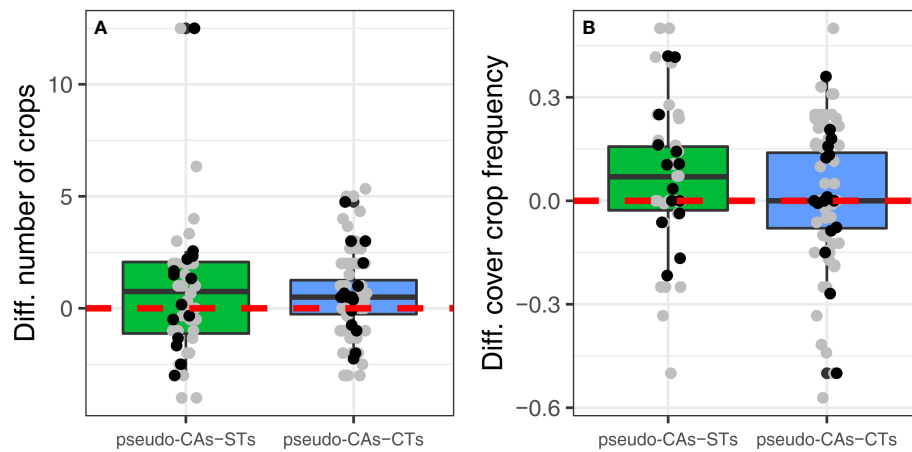 A
Diff. number of crops
10
5
0
pseudo-CAs−STs pseudo-CAs−CTs
B
Diff. cover crop frequency
0.3
0.0
−0.3
−0.6
pseudo-CAs−STs pseudo-CAs−CTs